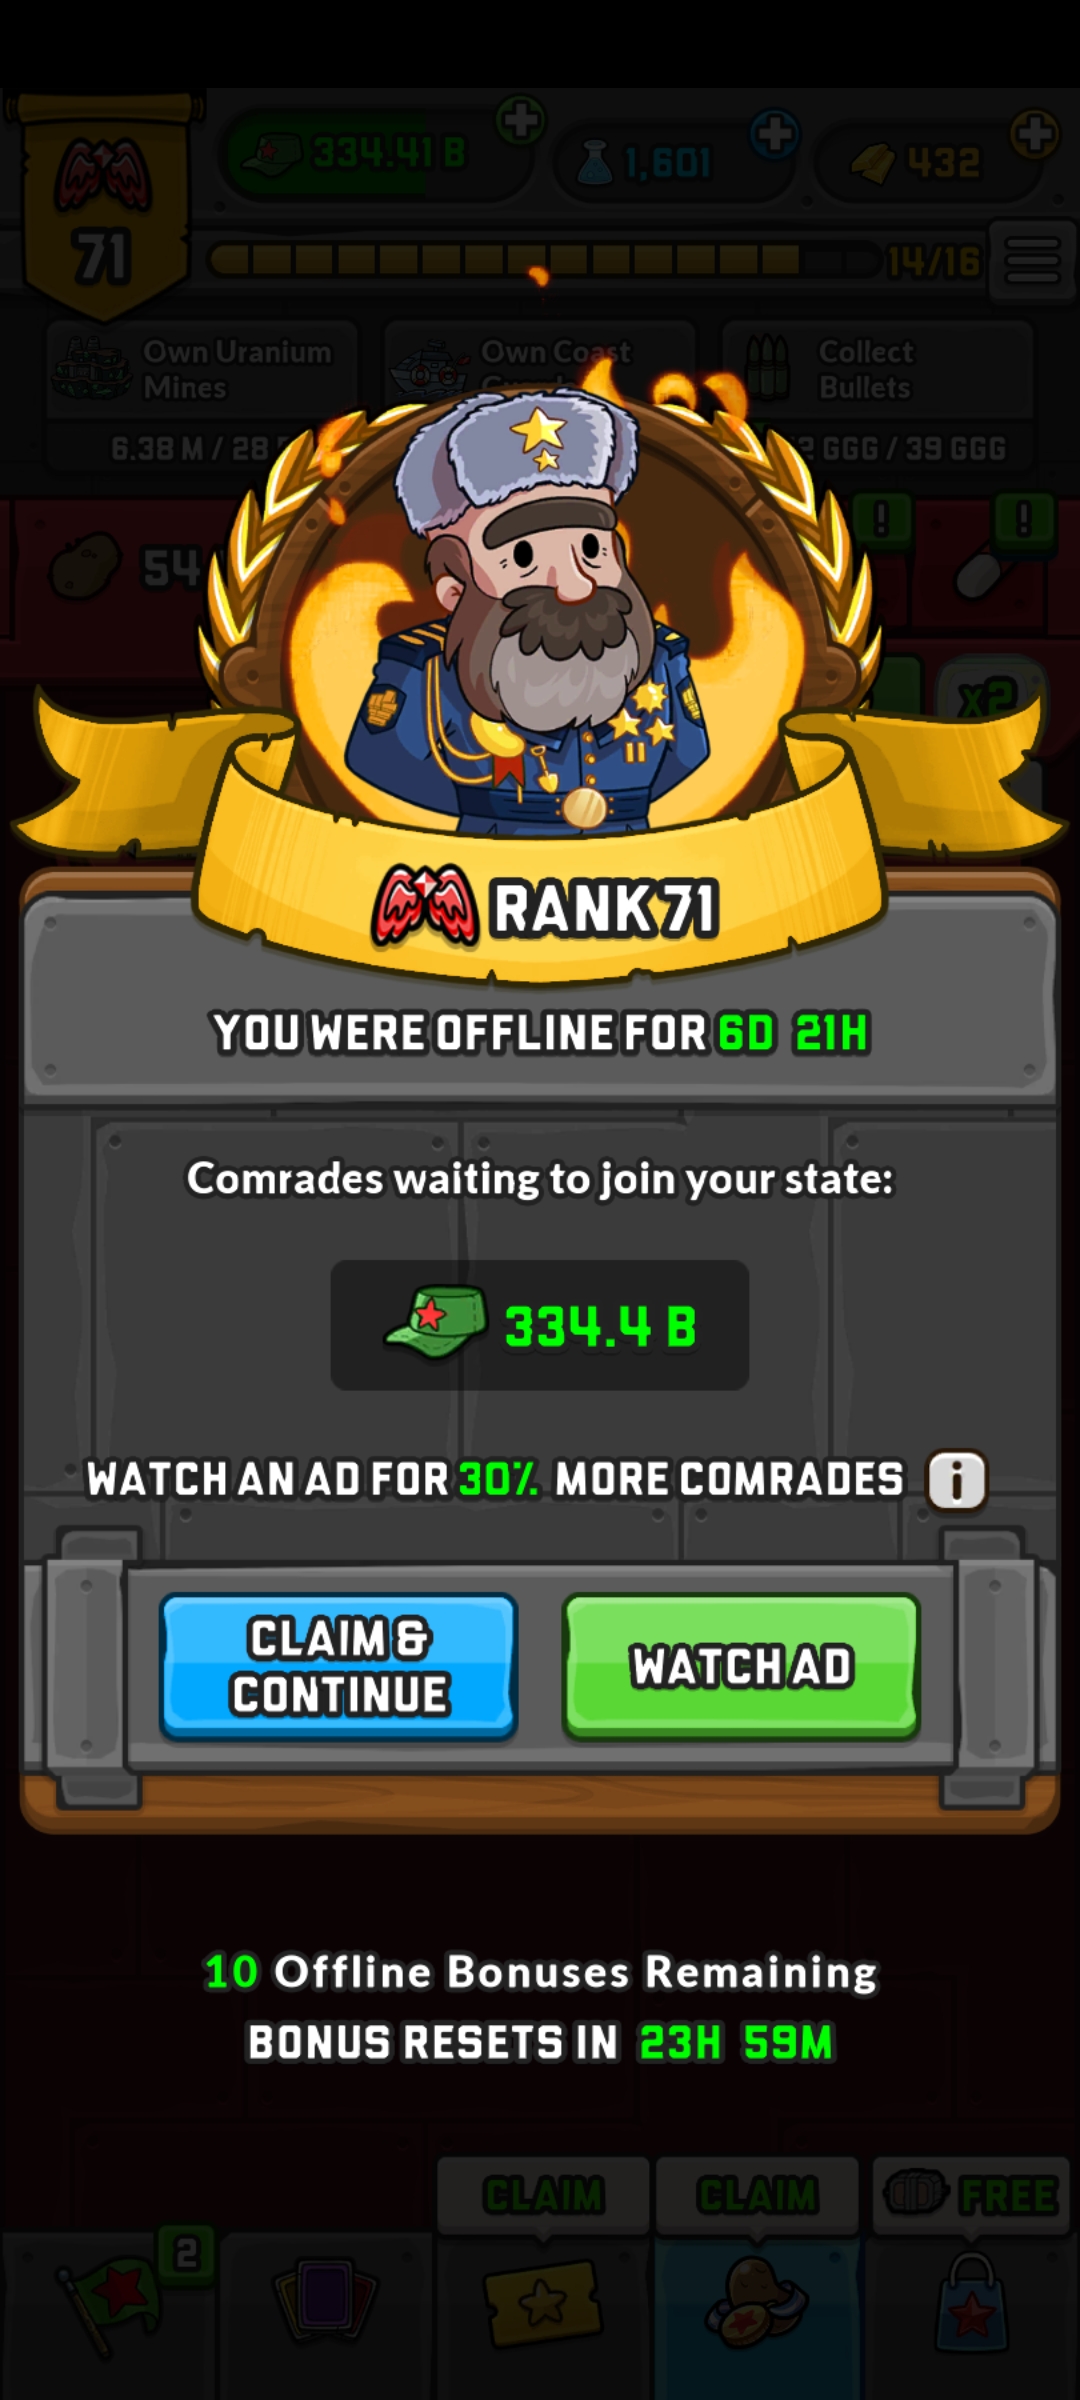 334.41 B
1,601
432
71
14/16
Own Uranium
Mines
Own Coast
Collect
Bullets
6.38 M / 28
GGG / 39 GGG
54
!
!
x2
RANK 71
YOU WERE OFFLINE FOR 6D 21H
Comrades waiting to join your state:
334.4 B
WATCH AN AD FOR 30% MORE COMRADES
i
CLAIM &
CONTINUE
WATCH AD
10 Offline Bonuses Remaining
BONUS RESETS IN 23H 59M
CLAIM
CLAIM
FREE
2